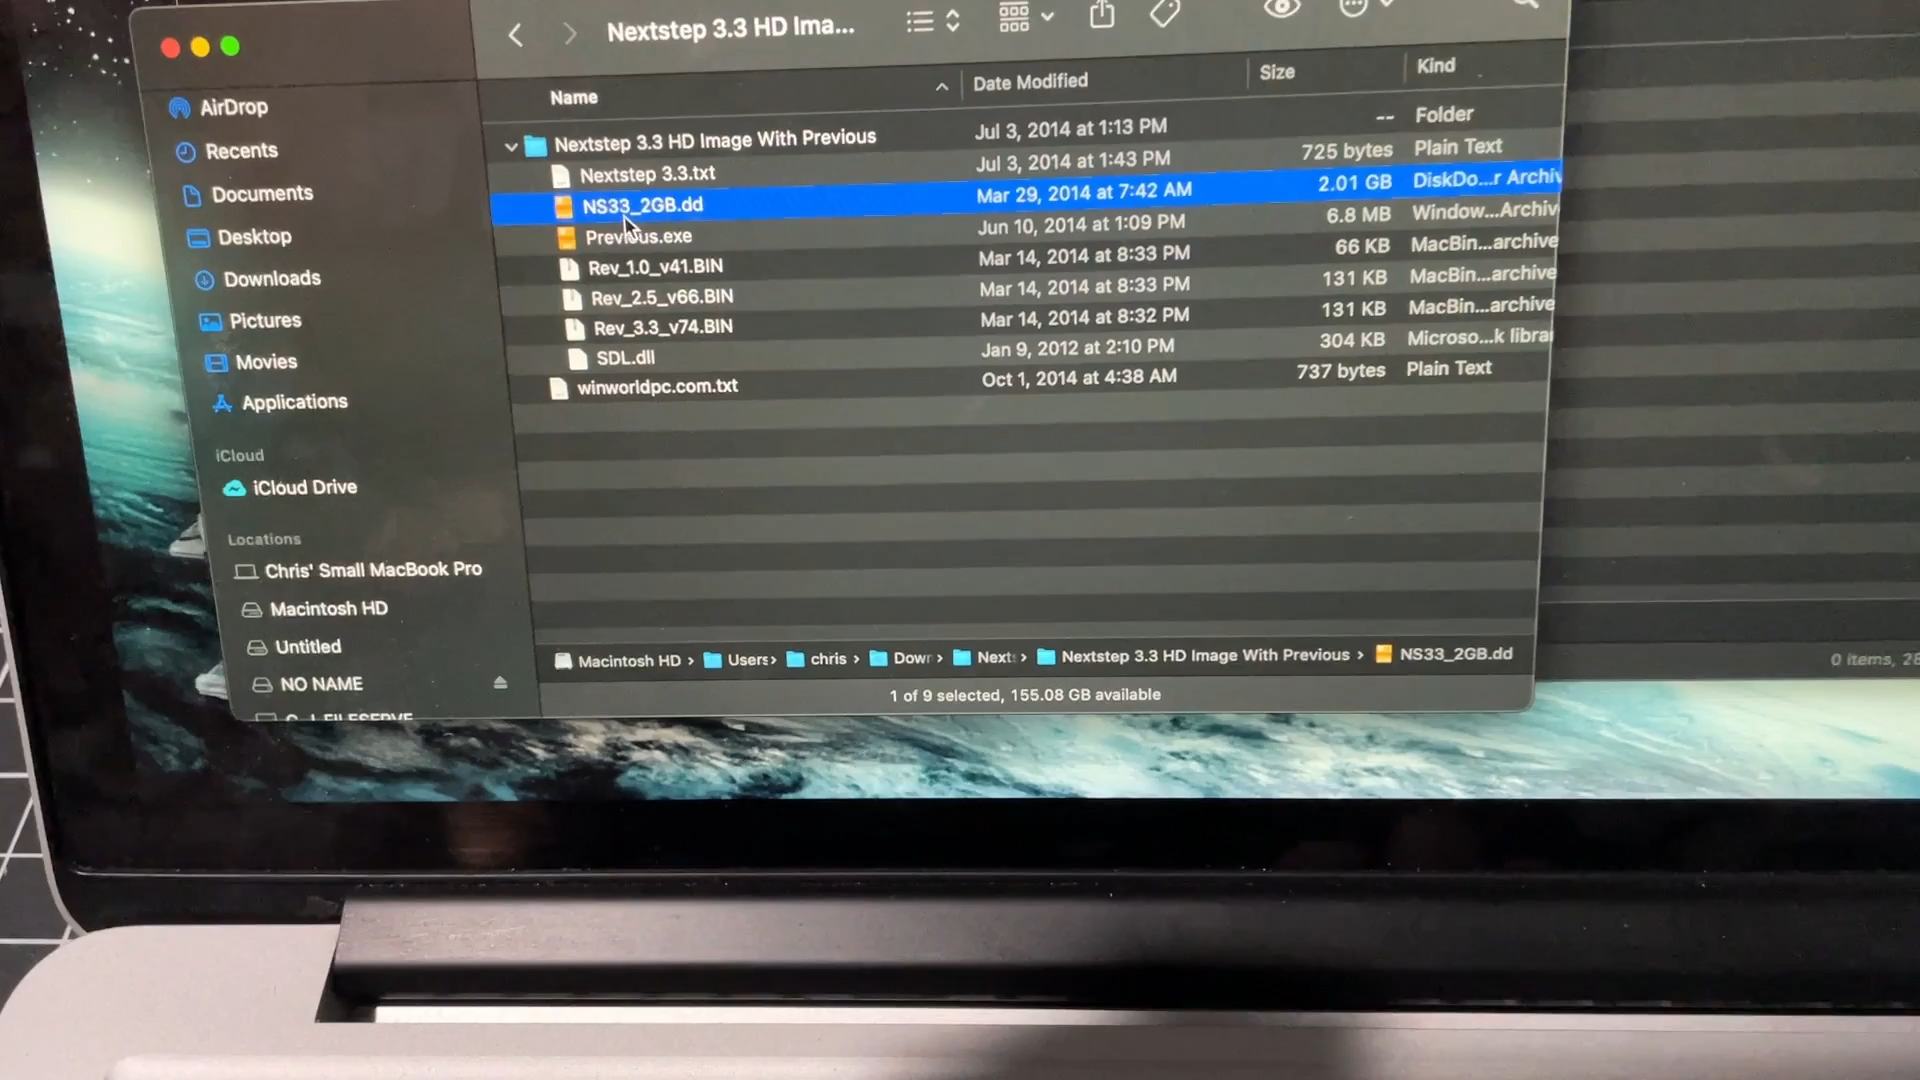 Nextstep 3.3 HD Ima...
AirDrop
Recents
Documents
Desktop
Downloads
Pictures
Movies
Applications
iCloud
iCloud Drive
Locations
Chris' Small MacBook Pro
Macintosh HD
Untitled
NO NAME
Name Date Modified Size Kind
Nextstep 3.3 HD Image With Previous Jul 3, 2014 at 1:13 PM -- Folder
Nextstep 3.3.txt Jul 3, 2014 at 1:43 PM 725 bytes Plain Text
NS33_2GB.dd Mar 29, 2014 at 7:42 AM 2.01 GB DiskDo...r Archiv
Previous.exe Jun 10, 2014 at 1:09 PM 6.8 MB Window...Archiv
Rev_1.0_v41.BIN Mar 14, 2014 at 8:33 PM 66 KB MacBin...archive
Rev_2.5_v66.BIN Mar 14, 2014 at 8:33 PM 131 KB MacBin...archive
Rev_3.3_v74.BIN Mar 14, 2014 at 8:32 PM 131 KB MacBin...archive
SDL.dll Jan 9, 2012 at 2:10 PM 304 KB Microso...k librar
winworldpc.com.txt Oct 1, 2014 at 4:38 AM 737 bytes Plain Text
Macintosh HD › Users › chris › Down › Next › Nextstep 3.3 HD Image With Previous › NS33_2GB.dd
1 of 9 selected, 155.08 GB available
0 items, 28